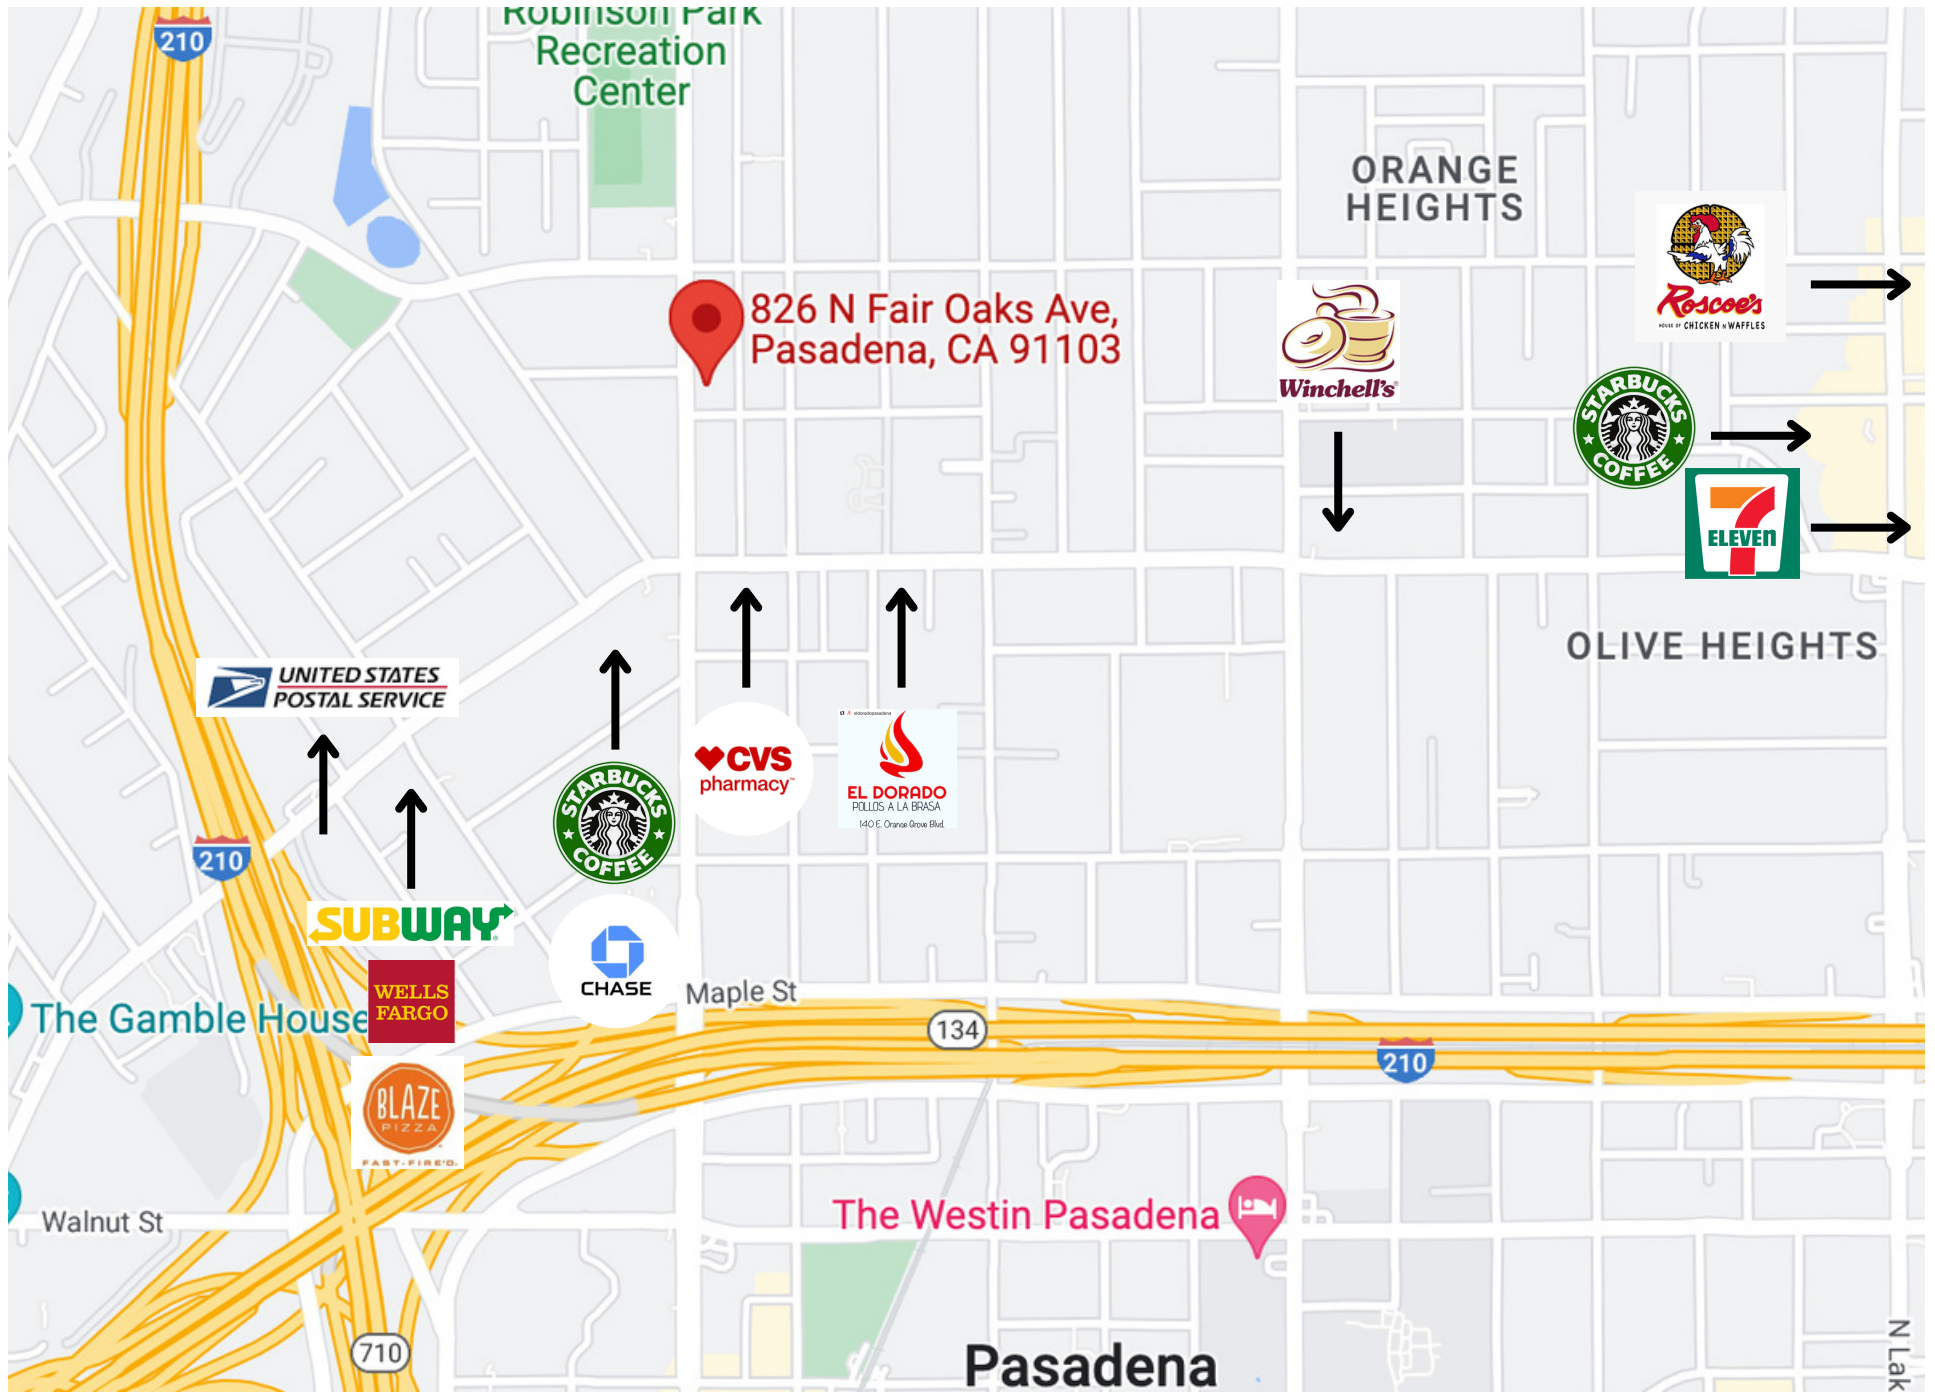 210
Robinson Park
Recreation
Center
ORANGE
HEIGHTS
Roscoe's
HOUSE OF CHICKEN N WAFFLES
826 N Fair Oaks Ave,
Pasadena, CA 91103
Winchell's
STARBUCKS
COFFEE
7
ELEVEN
OLIVE HEIGHTS
UNITED STATES
POSTAL SERVICE
CVS
pharmacy
eldoradopasadena
EL DORADO
POLLOS A LA BRASA
140 E. Orange Grove Blvd.
STARBUCKS
COFFEE
210
SUBWAY
CHASE
WELLS
FARGO
The Gamble House
Maple St
134
210
BLAZE
PIZZA
FAST-FIRE'D
Walnut St
The Westin Pasadena
710
Pasadena
N Lak